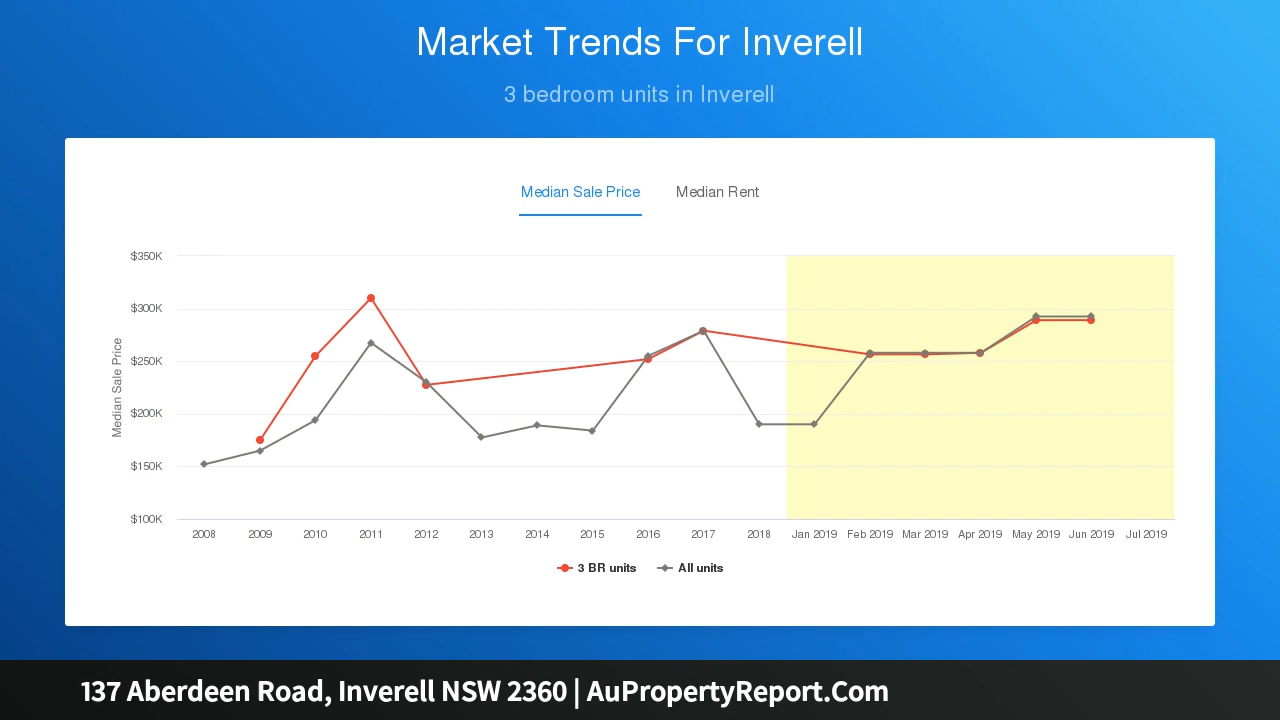 Market Trends For Inverell
3 bedroom units in Inverell
Median Sale Price Median Rent
$350K
$300K
$250K
$200K
$150K
$100K
Median Sale Price
2008 2009 2010 2011 2012 2013 2014 2015 2016 2017 2018 Jan 2019 Feb 2019 Mar 2019 Apr 2019 May 2019 Jun 2019 Jul 2019
3 BR units All units
137 Aberdeen Road, Inverell NSW 2360 | AuPropertyReport.Com